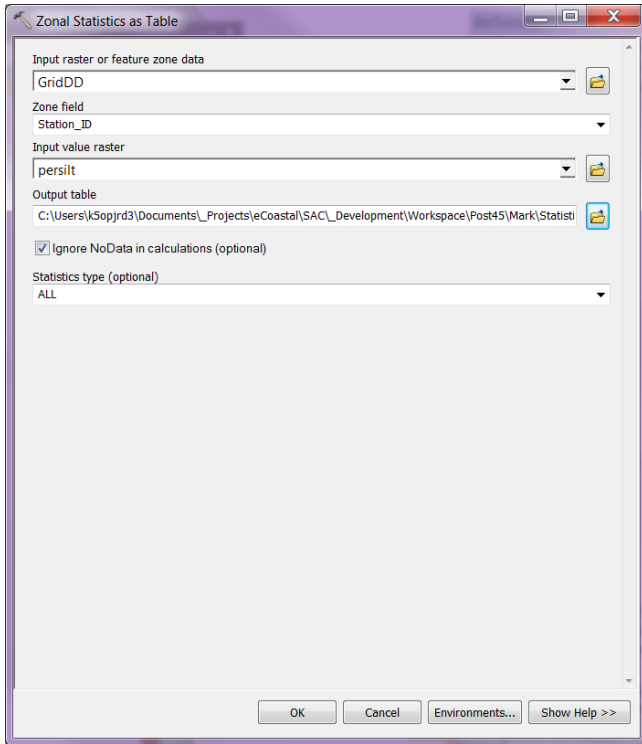 Zonal Statistics as Table
Input raster or feature zone data
GridDD
Zone field
Station_ID
Input value raster
persilt
Output table
C:\Users\k5opjrd3\Documents\_Projects\eCoastal\SAC\_Development\Workspace\Post45\Mark\Statisti
Ignore NoData in calculations (optional)
Statistics type (optional)
ALL
OK Cancel Environments... Show Help >>